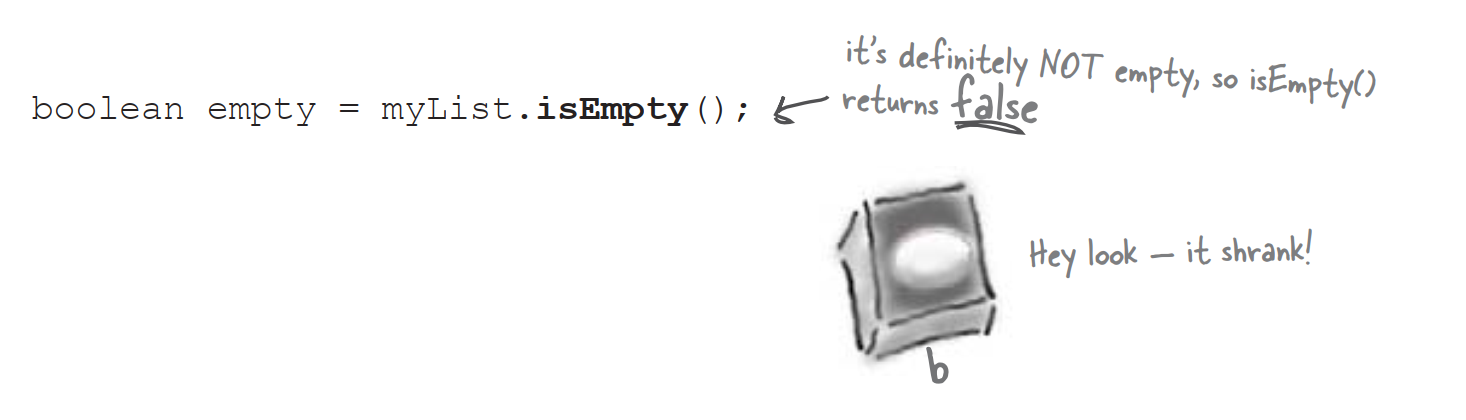 boolean empty = myList.isEmpty();
it's definitely NOT empty, so isEmpty()
returns false
Hey look – it shrank!
b